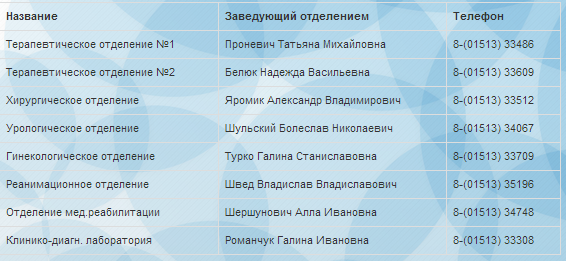 Название Заведующий отделением Телефон
Терапевтическое отделение №1 Проневич Татьяна Михайловна 8-(01513) 33486
Терапевтическое отделение №2 Белюк Надежда Васильевна 8-(01513) 33609
Хирургическое отделение Яромик Александр Владимирович 8-(01513) 33512
Урологическое отделение Шульский Болеслав Николаевич 8-(01513) 34067
Гинекологическое отделение Турко Галина Станиславовна 8-(01513) 33709
Реанимационное отделение Швед Владислав Владиславович 8-(01513) 35196
Отделение мед.реабилитации Шершунович Алла Ивановна 8-(01513) 34748
Клинико-диагн. лаборатория Романчук Галина Ивановна 8-(01513) 33308